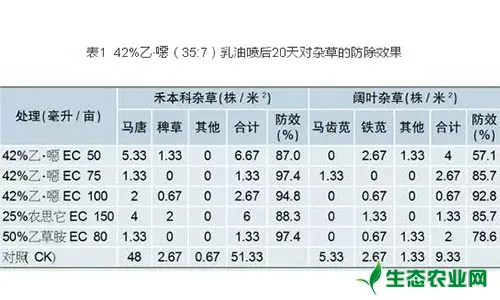 表1 42%乙·噁（35:7）乳油喷后20天对杂草的防除效果
处理(毫升/亩) 禾本科杂草(株/米²) 防效(%) 阔叶杂草(株/米²) 防效(%)
马唐 稗草 其他 合计 马齿苋 铁苋 其他 合计
42%乙·噁 EC 50 5.33 1.33 0 6.67 87.0 0 2.67 1.33 4 57.1
42%乙·噁 EC 75 1.33 0 0 1.33 97.4 1.33 0 0 2.67 85.7
42%乙·噁 EC 100 2 0.67 0 2.67 94.8 0 0 0 0 92.8
25%农思它 EC 150 4 2 0 6 88.3 0 1.33 0 1.33 85.7
50%乙草胺 EC 80 1.33 0 0 1.33 97.4 0 1.33 0.67 2 78.6
对照(CK) 48 2.67 0.67 51.33 5.33 2.67 1.33 9.33
生态农业网